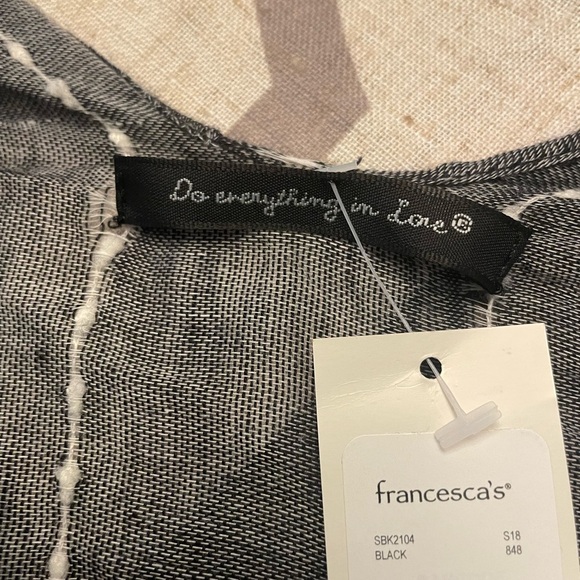 Do everything in Love®
francesca's®
SBK2104 S18
BLACK 848